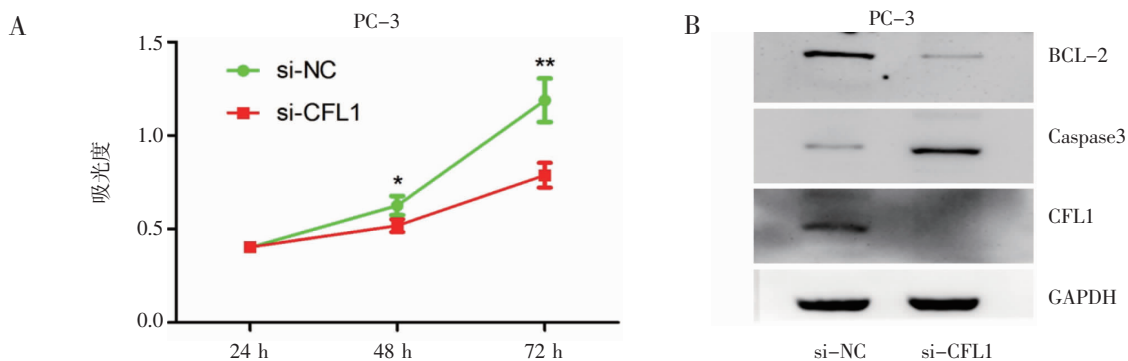 A
PC-3
1.5
1.0
0.5
0.0
吸光度
si-NC
si-CFL1
*
**
24 h
48 h
72 h
B
PC-3
BCL-2
Caspase3
CFL1
GAPDH
si-NC
si-CFL1